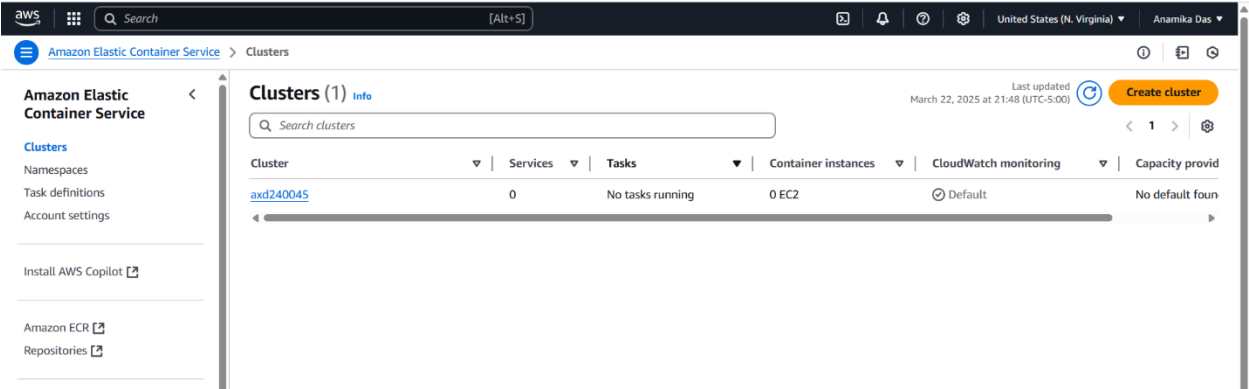 aws Search [Alt+S] United States (N. Virginia) Anamika Das
Amazon Elastic Container Service > Clusters
Amazon Elastic
Container Service
Clusters
Namespaces
Task definitions
Account settings
Install AWS Copilot
Amazon ECR
Repositories
Clusters (1) Info
Last updated
March 22, 2025 at 21:48 (UTC-5:00)
Create cluster
Search clusters
1
Cluster Services Tasks Container instances CloudWatch monitoring Capacity provid
axd240045 0 No tasks running 0 EC2 Default No default foun